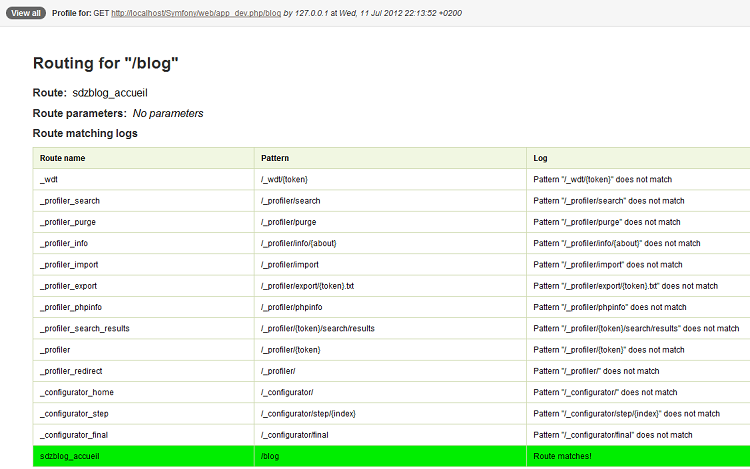 View all Profile for: GET http://localhost/Symfony/web/app_dev.php/blog by 127.0.0.1 at Wed, 11 Jul 2012 22:13:52 +0200
Routing for "/blog"
Route: sdzblog_accueil
Route parameters: No parameters
Route matching logs
Route name Pattern Log
_wdt /_wdt/{token} Pattern "/_wdt/{token}" does not match
_profiler_search /_profiler/search Pattern "/_profiler/search" does not match
_profiler_purge /_profiler/purge Pattern "/_profiler/purge" does not match
_profiler_info /_profiler/info/{about} Pattern "/_profiler/info/{about}" does not match
_profiler_import /_profiler/import Pattern "/_profiler/import" does not match
_profiler_export /_profiler/export/{token}.txt Pattern "/_profiler/export/{token}.txt" does not match
_profiler_phpinfo /_profiler/phpinfo Pattern "/_profiler/phpinfo" does not match
_profiler_search_results /_profiler/{token}/search/results Pattern "/_profiler/{token}/search/results" does not match
_profiler /_profiler/{token} Pattern "/_profiler/{token}" does not match
_profiler_redirect /_profiler/ Pattern "/_profiler/" does not match
_configurator_home /_configurator/ Pattern "/_configurator/" does not match
_configurator_step /_configurator/step/{index} Pattern "/_configurator/step/{index}" does not match
_configurator_final /_configurator/final Pattern "/_configurator/final" does not match
sdzblog_accueil /blog Route matches!